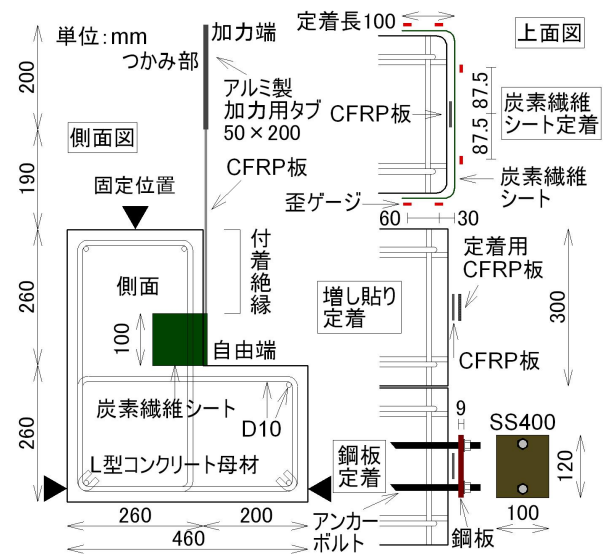 単位:mm
加力端
つかみ部
アルミ製
加力用タブ
50×200
側面図
CFRP板
固定位置
200
190
260
260
側面
付着絶縁
100
自由端
炭素繊維シート
D10
L型コンクリート母材
260
200
460
定着長100
上面図
CFRP板
87.5
87.5
炭素繊維
シート定着
炭素繊維
シート
歪ゲージ
60
30
定着用
CFRP板
増し貼り
定着
300
CFRP板
9
SS400
鋼板
定着
120
100
アンカー
ボルト
鋼板